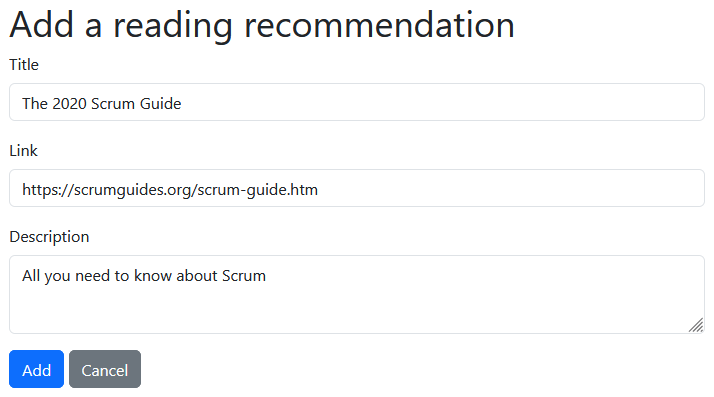 Add a reading recommendation
Title
The 2020 Scrum Guide
Link
https://scrumguides.org/scrum-guide.htm
Description
All you need to know about Scrum
Add Cancel